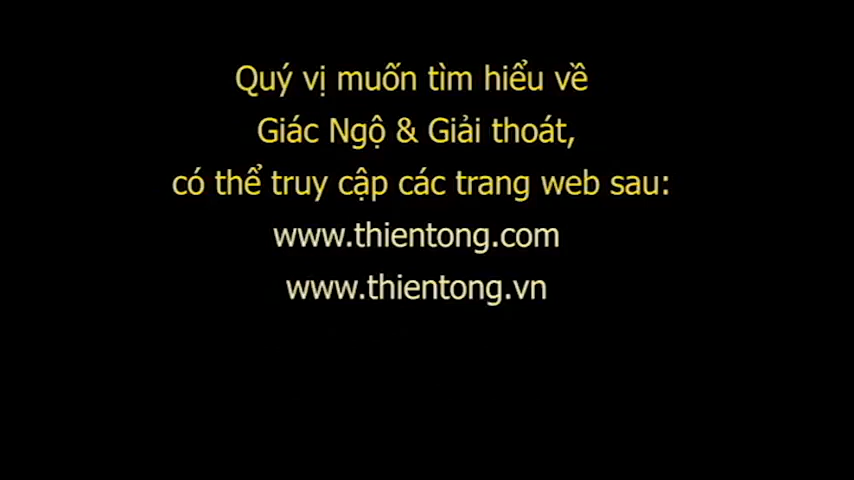 Quý vị muốn tìm hiểu về
Giác Ngộ & Giải thoát,
có thể truy cập các trang web sau:
www.thientong.com
www.thientong.vn